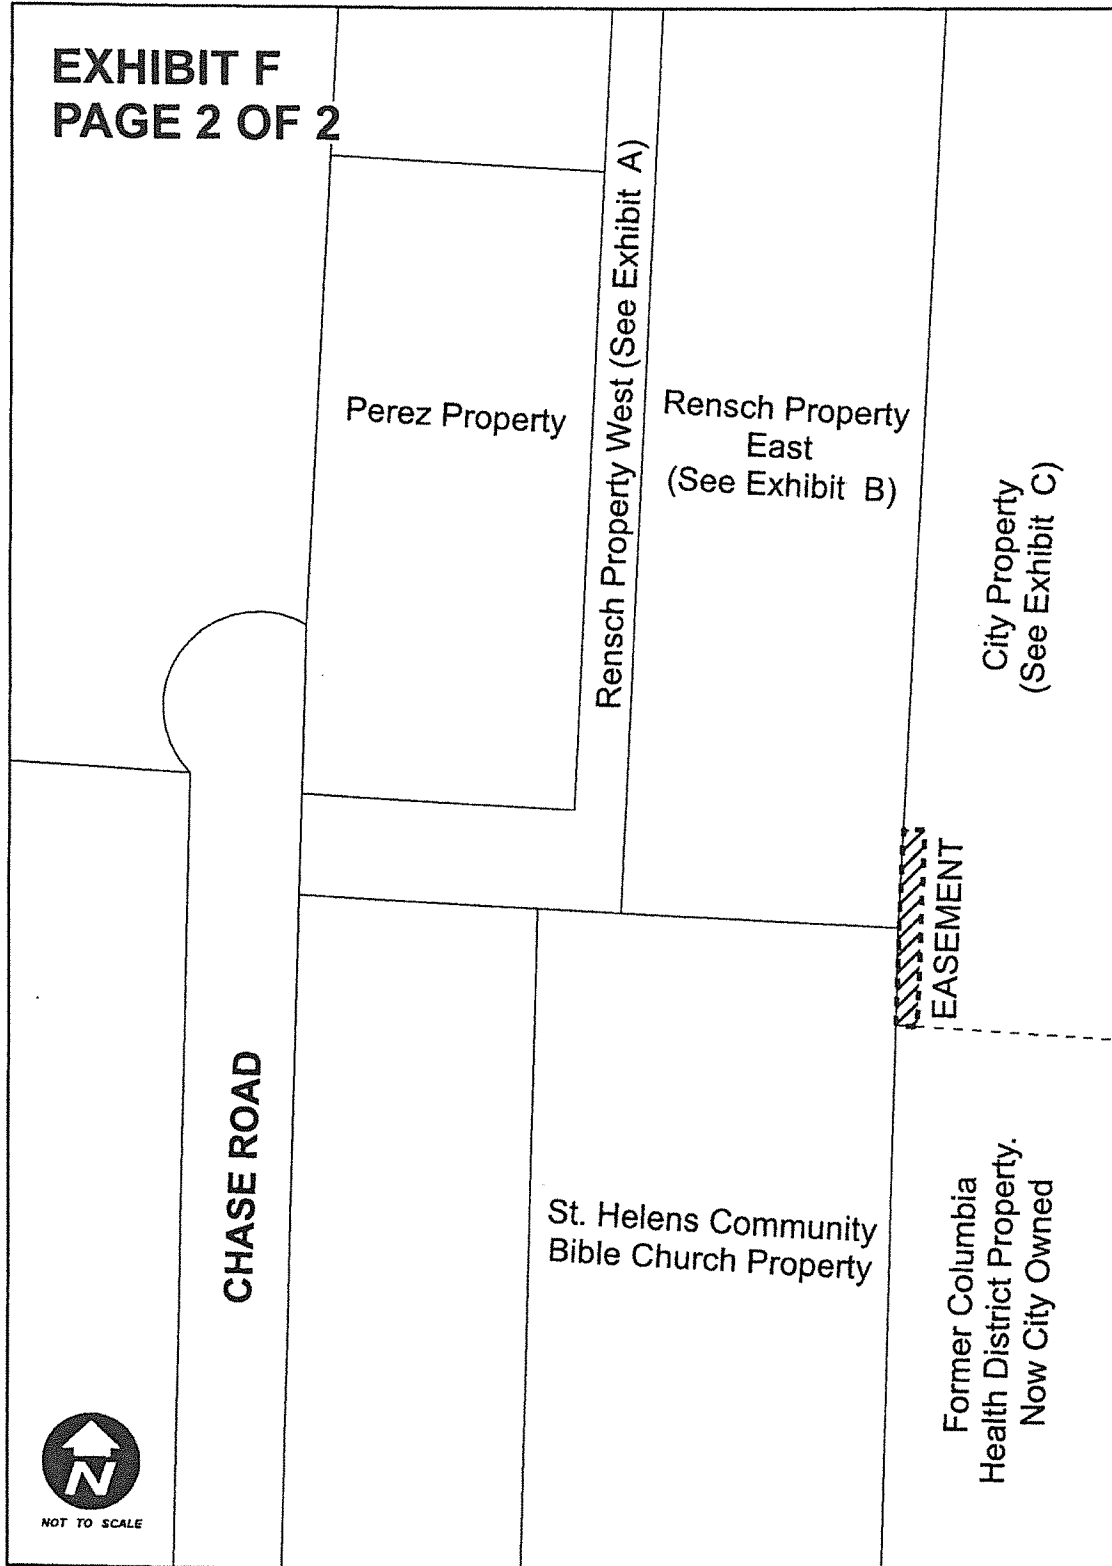 EXHIBIT F
PAGE 2 OF 2
Perez Property
Rensch Property West (See Exhibit A)
Rensch Property
East
(See Exhibit B)
City Property
(See Exhibit C)
EASEMENT
CHASE ROAD
St. Helens Community
Bible Church Property
Former Columbia
Health District Property.
Now City Owned
N
NOT TO SCALE